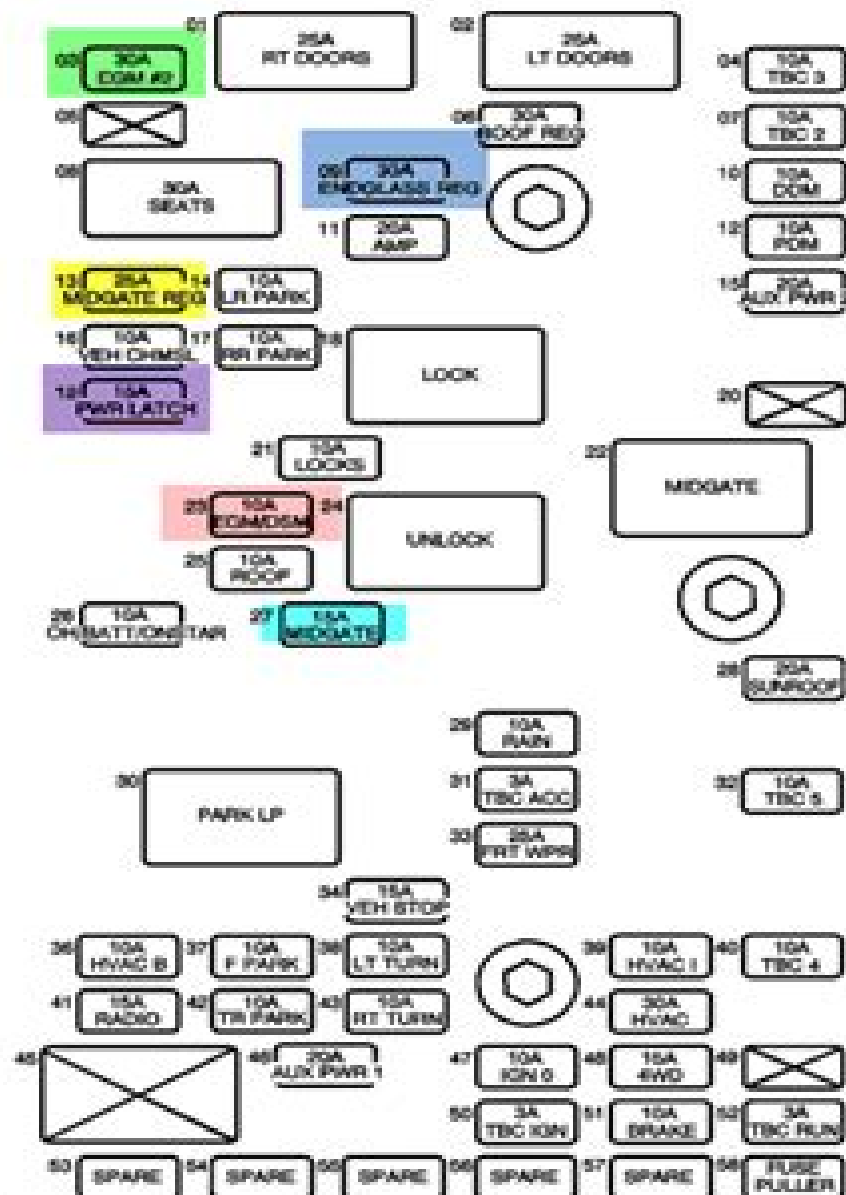 01
25A
RT DOORS
02
25A
LT DOORS
03
30A
EGM #2
04
10A
TBC 3
05
06
30A
ROOF REG
07
10A
TBC 2
08
30A
SEATS
09
30A
ENDGLASS REG
10
10A
DDM
11
20A
AMP
12
10A
PDM
13
25A
MIDGATE REG
14
10A
LR PARK
15
20A
AUX PWR 2
16
10A
VEH CHMSL
17
10A
RR PARK
18
LOCK
15A
PWR LATCH
20
21
10A
LOCKS
22
MIDGATE
23
10A
EGM/DSM
24
UNLOCK
25
10A
ROOF
26
10A
OH/BATT/ONSTAR
27
15A
MIDGATE
28
20A
SUNROOF
29
10A
RAIN
30
PARK LP
31
3A
TBC ACC
32
10A
TBC 5
33
25A
FRT WPR
34
15A
VEH STOP
36
10A
HVAC B
37
10A
F PARK
38
10A
LT TURN
39
10A
HVAC I
40
10A
TBC 4
41
15A
RADIO
42
10A
TR PARK
43
10A
RT TURN
44
30A
HVAC
45
46
20A
AUX PWR 1
47
10A
IGN 0
48
15A
4WD
49
50
3A
TBC IGN
51
10A
BRAKE
52
3A
TBC RUN
53
SPARE
54
SPARE
55
SPARE
56
SPARE
57
SPARE
58
FUSE
PULLER